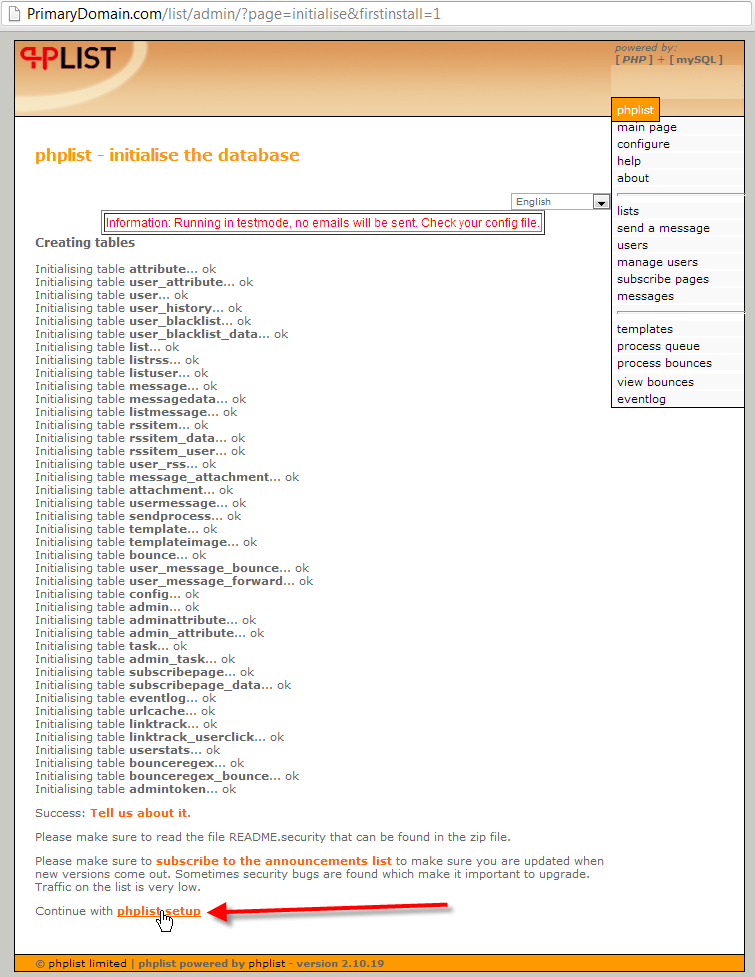 PrimaryDomain.com/list/admin/?page=initialise&firstinstall=1
PHPLIST
powered by:
[ PHP ] + [ mySQL ]
phplist
main page
configure
help
about
lists
send a message
users
manage users
subscribe pages
messages
templates
process queue
process bounces
view bounces
eventlog
phplist - initialise the database
English
Information: Running in testmode, no emails will be sent. Check your config file.
Creating tables
Initialising table attribute... ok
Initialising table user_attribute... ok
Initialising table user... ok
Initialising table user_history... ok
Initialising table user_blacklist... ok
Initialising table user_blacklist_data... ok
Initialising table list... ok
Initialising table listrss... ok
Initialising table listuser... ok
Initialising table message... ok
Initialising table messagedata... ok
Initialising table listmessage... ok
Initialising table rssitem... ok
Initialising table rssitem_data... ok
Initialising table rssitem_user... ok
Initialising table user_rss... ok
Initialising table message_attachment... ok
Initialising table attachment... ok
Initialising table usermessage... ok
Initialising table sendprocess... ok
Initialising table template... ok
Initialising table templateimage... ok
Initialising table bounce... ok
Initialising table user_message_bounce... ok
Initialising table user_message_forward... ok
Initialising table config... ok
Initialising table admin... ok
Initialising table adminattribute... ok
Initialising table admin_attribute... ok
Initialising table task... ok
Initialising table admin_task... ok
Initialising table subscribepage... ok
Initialising table subscribepage_data... ok
Initialising table eventlog... ok
Initialising table urlcache... ok
Initialising table linktrack... ok
Initialising table linktrack_userclick... ok
Initialising table userstats... ok
Initialising table bounceregex... ok
Initialising table bounceregex_bounce... ok
Initialising table admintoken... ok
Success: Tell us about it.
Please make sure to read the file README.security that can be found in the zip file.
Please make sure to subscribe to the announcements list to make sure you are updated when
new versions come out. Sometimes security bugs are found which make it important to upgrade.
Traffic on the list is very low.
Continue with phplist setup
© phplist limited | phplist powered by phplist - version 2.10.19